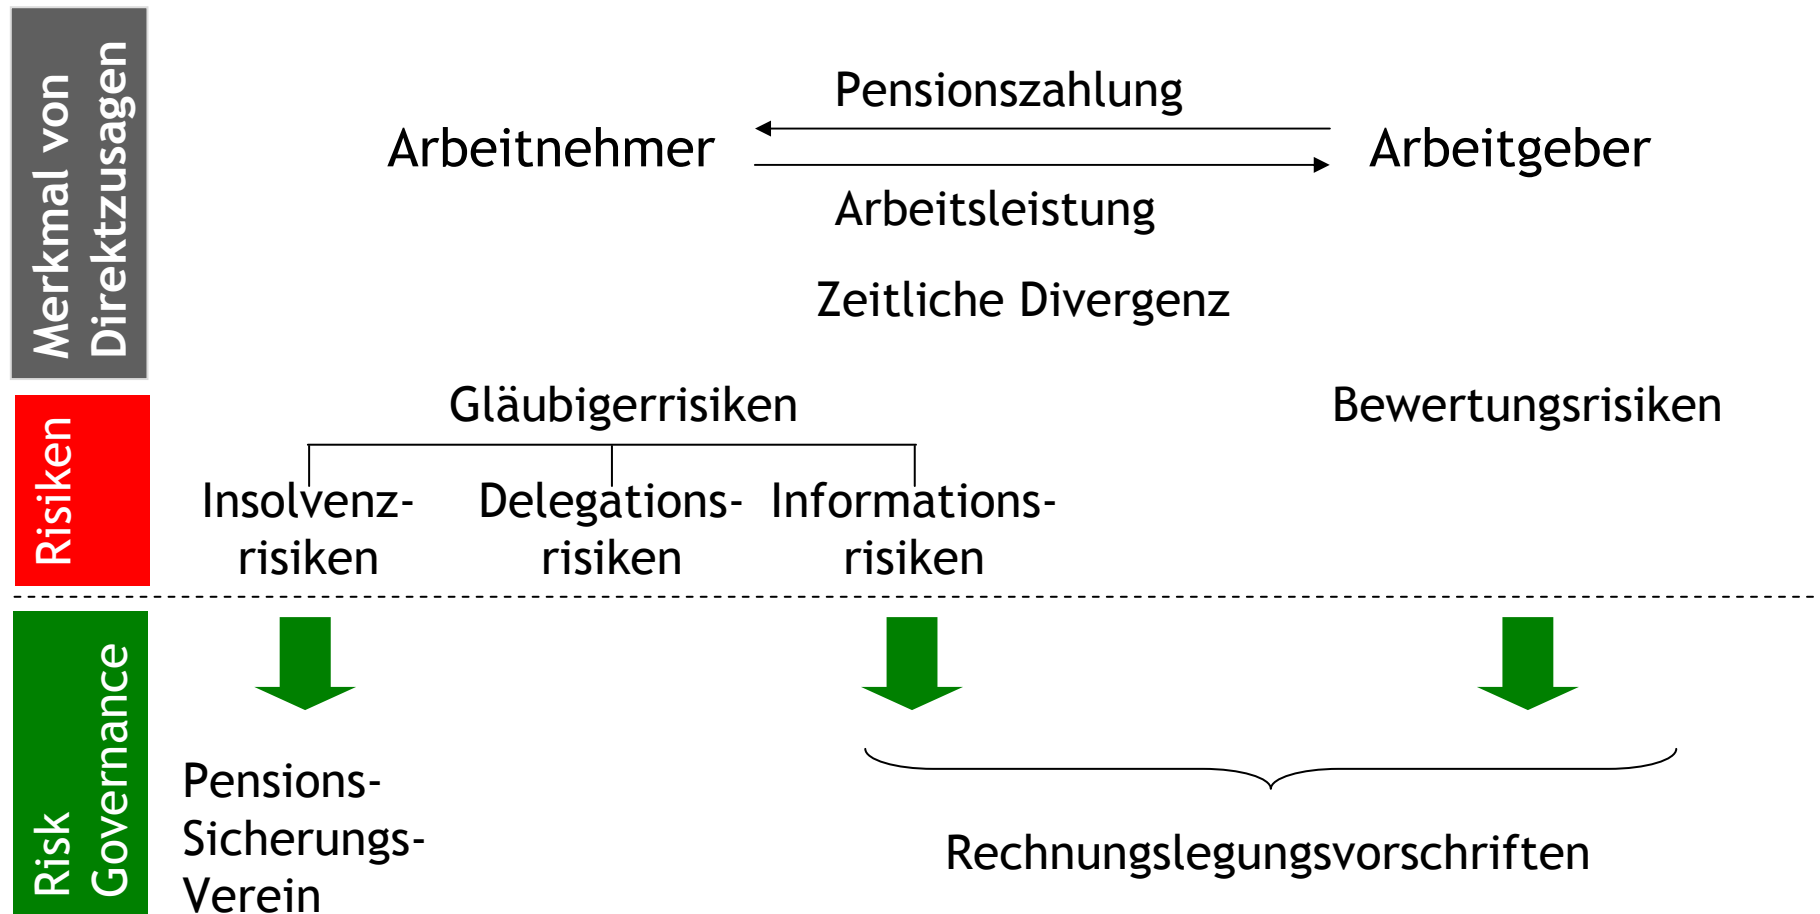 Merkmal von
Direktzusagen
Pensionszahlung
Arbeitnehmer
Arbeitgeber
Arbeitsleistung
Zeitliche Divergenz
Risiken
Gläubigerrisiken
Bewertungsrisiken
Insolvenz-
risiken
Delegations-
risiken
Informations-
risiken
Risk
Governance
Pensions-
Sicherungs-
Verein
Rechnungslegungsvorschriften